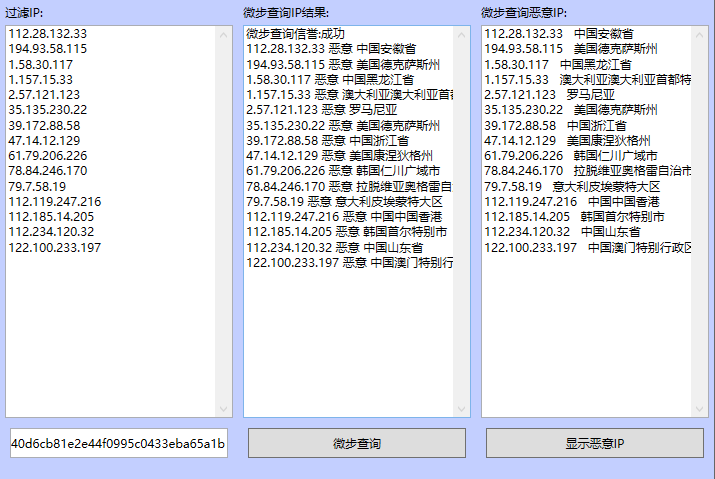 过滤IP:
112.28.132.33
194.93.58.115
1.58.30.117
1.157.15.33
2.57.121.123
35.135.230.22
39.172.88.58
47.14.12.129
61.79.206.226
78.84.246.170
79.7.58.19
112.119.247.216
112.185.14.205
112.234.120.32
122.100.233.197
40d6cb81e2e44f0995c0433eba65a1b
微步查询IP结果:
微步查询信誉:成功
112.28.132.33 恶意 中国安徽省
194.93.58.115 恶意 美国德克萨斯州
1.58.30.117 恶意 中国黑龙江省
1.157.15.33 恶意 澳大利亚澳大利亚首都
2.57.121.123 恶意 罗马尼亚
35.135.230.22 恶意 美国德克萨斯州
39.172.88.58 恶意 中国浙江省
47.14.12.129 恶意 美国康涅狄格州
61.79.206.226 恶意 韩国仁川广域市
78.84.246.170 恶意 拉脱维亚奥格雷自
79.7.58.19 恶意 意大利皮埃蒙特大区
112.119.247.216 恶意 中国中国香港
112.185.14.205 恶意 韩国首尔特别市
112.234.120.32 恶意 中国山东省
122.100.233.197 恶意 中国澳门特别行
微步查询
微步查询恶意IP:
112.28.132.33 中国安徽省
194.93.58.115 美国德克萨斯州
1.58.30.117 中国黑龙江省
1.157.15.33 澳大利亚澳大利亚首都特
2.57.121.123 罗马尼亚
35.135.230.22 美国德克萨斯州
39.172.88.58 中国浙江省
47.14.12.129 美国康涅狄格州
61.79.206.226 韩国仁川广域市
78.84.246.170 拉脱维亚奥格雷自治市
79.7.58.19 意大利皮埃蒙特大区
112.119.247.216 中国中国香港
112.185.14.205 韩国首尔特别市
112.234.120.32 中国山东省
122.100.233.197 中国澳门特别行政区
显示恶意IP